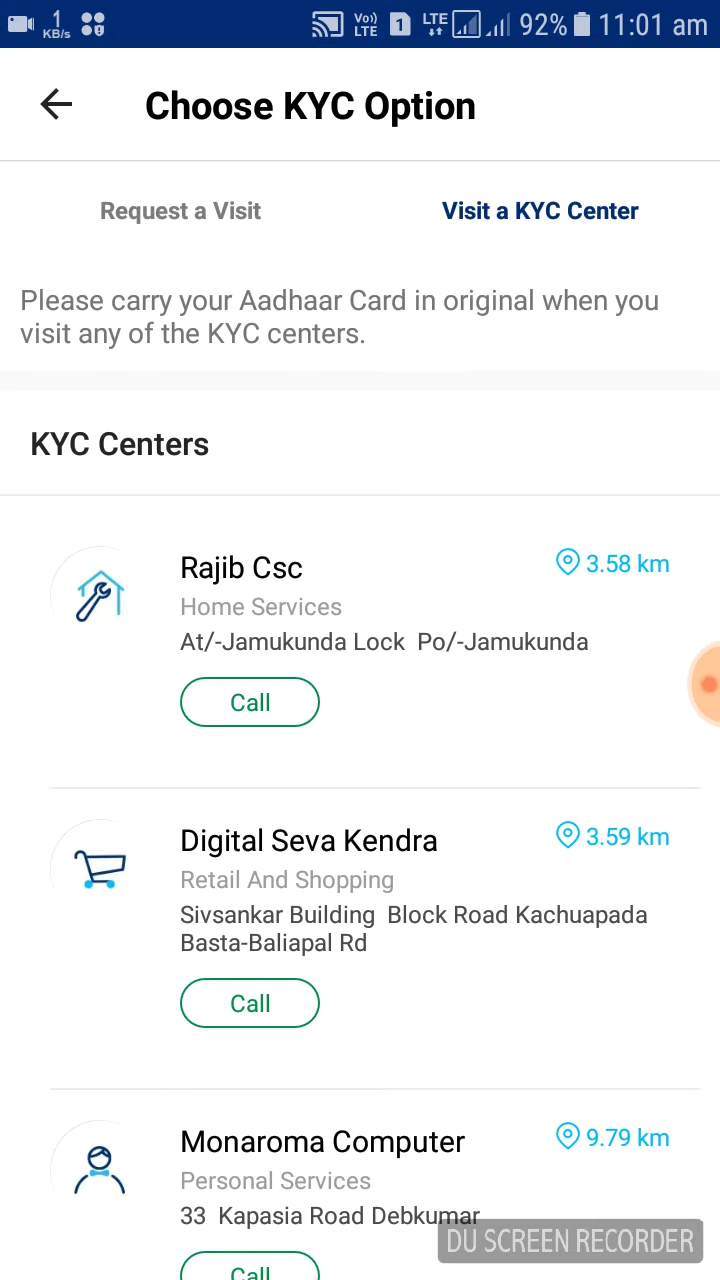 1 KB/s Vo)) LTE 1 LTE 92% 11:01 am
Choose KYC Option
Request a Visit Visit a KYC Center
Please carry your Aadhaar Card in original when you
visit any of the KYC centers.
KYC Centers
Rajib Csc 3.58 km
Home Services
At/-Jamukunda Lock  Po/-Jamukunda
Call
Digital Seva Kendra 3.59 km
Retail And Shopping
Sivsankar Building  Block Road Kachuapada
Basta-Baliapal Rd
Call
Monaroma Computer 9.79 km
Personal Services
33  Kapasia Road Debkumar
DU SCREEN RECORDER
Call